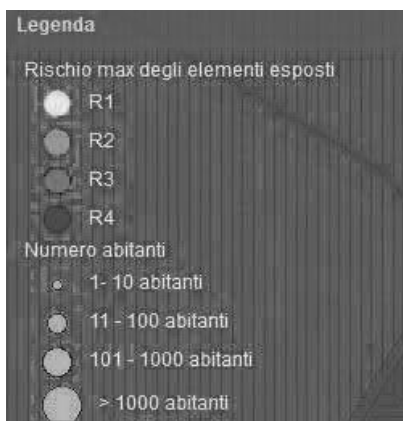 Legenda
Rischio max degli elementi esposti
R1
R2
R3
R4
Numero abitanti
1- 10 abitanti
11 - 100 abitanti
101 - 1000 abitanti
> 1000 abitanti